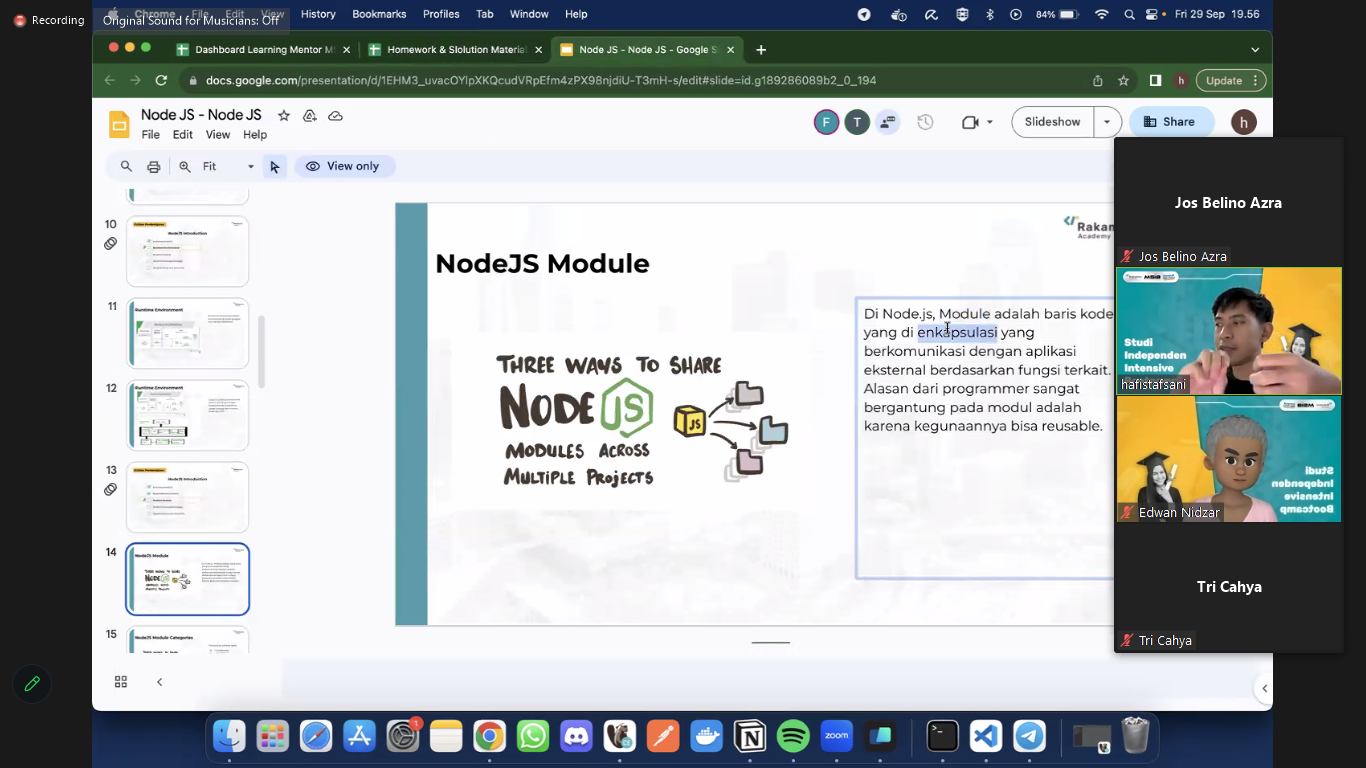 Recording
Original Sound for Musicians: Off
Chrome File Edit View History Bookmarks Profiles Tab Window Help
84%
Fri 29 Sep 19.56
Dashboard Learning Mentor M
Homework & SIolution Material
Node JS - Node JS - Google S
docs.google.com/presentation/d/1EHM3_uvacOYlpXKQcudVRpEfm4zPX98njdiU-T3mH-s/edit#slide=id.g189286089b2_0_194
h
Update
Node JS - Node JS
File Edit View Help
F
T
Slideshow
Share
h
Fit
View only
10
NodeJS Introduction
11
Runtime Environment
12
Runtime Environment
13
NodeJS Introduction
14
NodeJS Module
15
NodeJS Module Categories
Rakam
Academy
NodeJS Module
THREE WAYS TO SHARE
NODE JS
MODULES ACROSS
MULTIPLE PROJECTS
JS
Di Node.js, Module adalah baris kode
yang di enkapsulasi yang
berkomunikasi dengan aplikasi
eksternal berdasarkan fungsi terkait.
Alasan dari programmer sangat
bergantung pada modul adalah
karena kegunaannya bisa reusable.
Jos Belino Azra
Jos Belino Azra
Studi
Independen
Intensive
hafistafsani
Studi
Independen
Intensive
Bootcamp
Edwan Nidzar
Tri Cahya
Tri Cahya
1
zoom